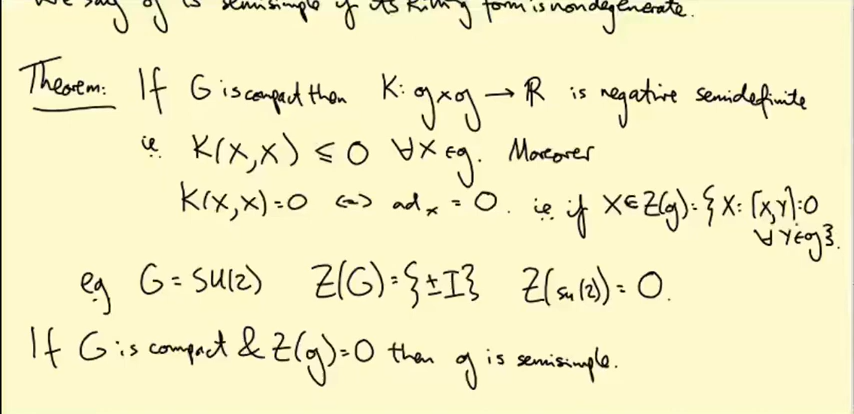 We say g is semisimple if its Killing form is nondegenerate.
Theorem: If G is compact then K: g×g → ℝ is negative semidefinite
i.e. K(X,X) ≤ 0 ∀X∈g. Moreover
K(X,X)=0 ⟺ ad_x = 0. i.e. if X∈Z(g)={X: [X,Y]=0
∀Y∈g}.
eg G = SU(2) Z(G)={±I} Z(su(2))=0.
If G is compact & Z(g)=0 then g is semisimple.